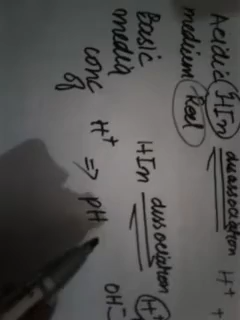 Acidic HIn dissociation H⁺ +
medium Red
Basic HIn dissociation H⁺
media OH⁻
conc H⁺ ⇒ pH
of